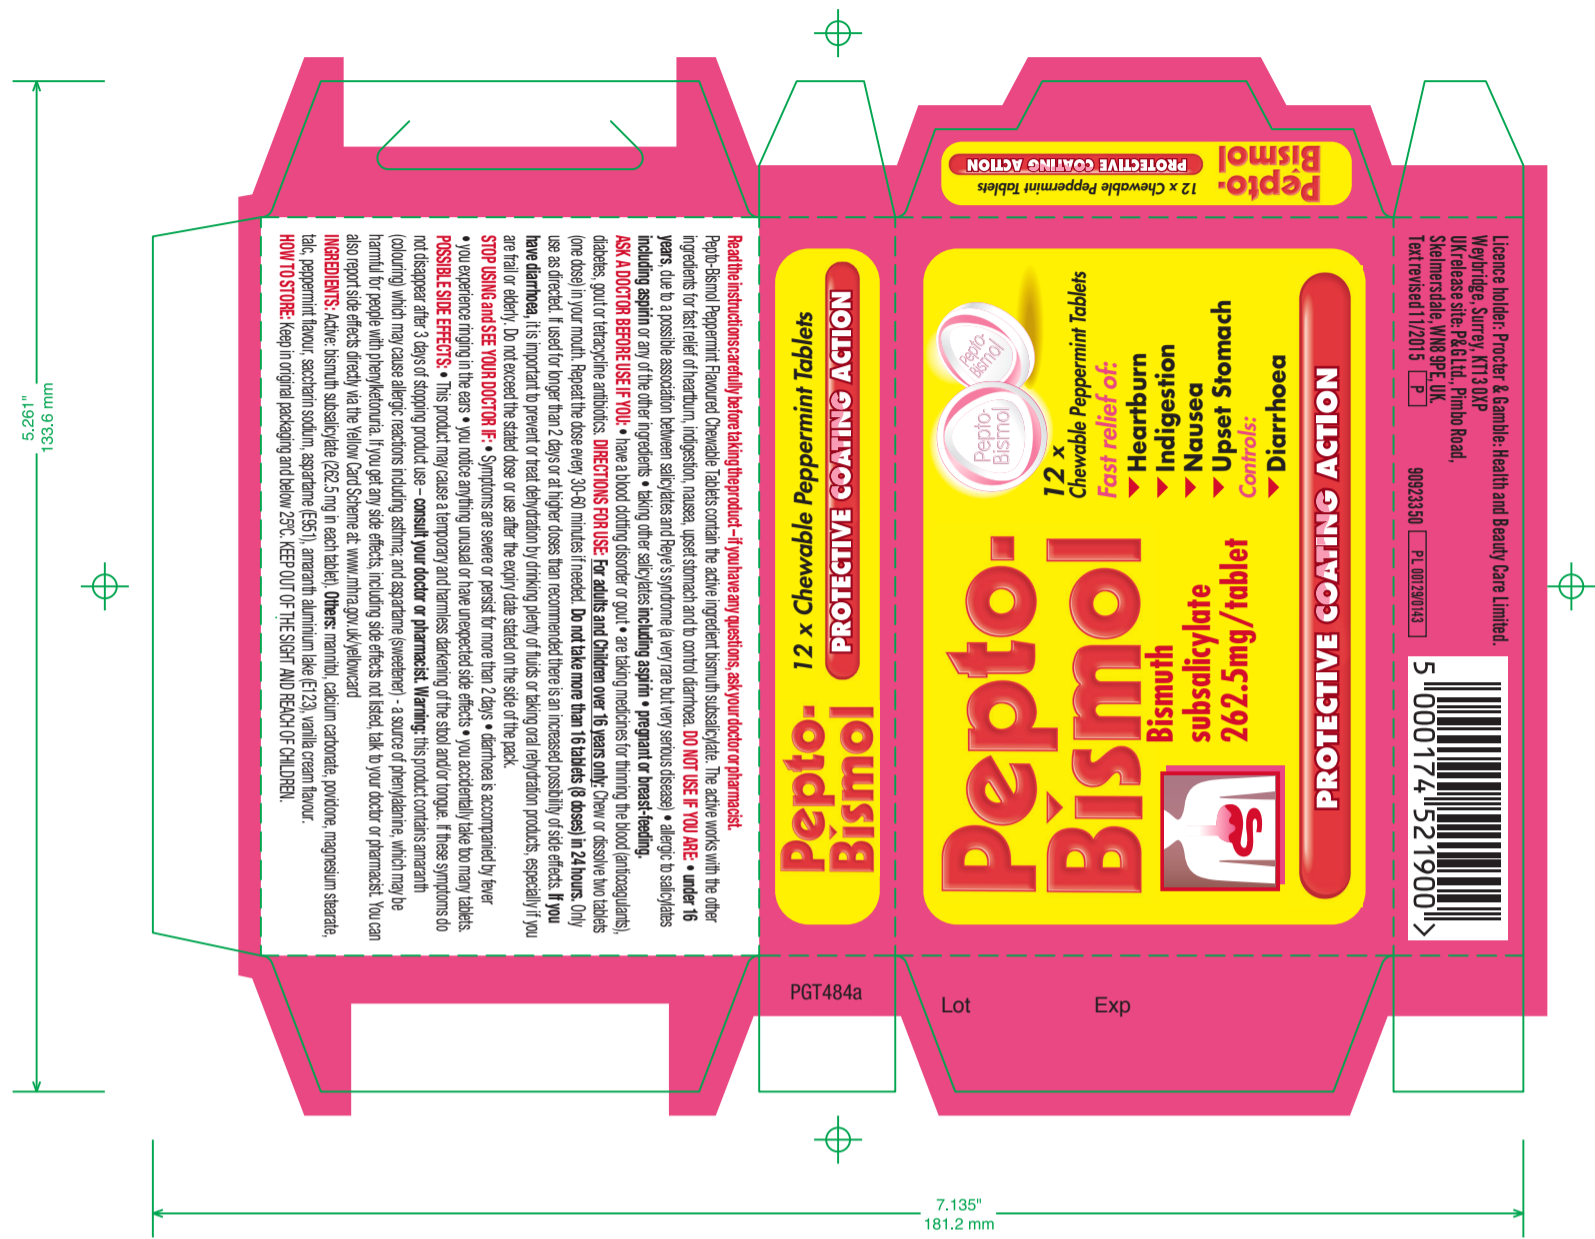 Read the instructions carefully before taking the product – if you have any questions, ask your doctor or pharmacist.
Pepto-Bismol Peppermint Flavoured Chewable Tablets contain the active ingredient bismuth subsalicylate. The active works with the other
ingredients for fast relief of heartburn, indigestion, nausea, upset stomach and to control diarrhoea. DO NOT USE IF YOU ARE: • under 16
years, due to a possible association between salicylates and Reye's syndrome (a very rare but very serious disease) • allergic to salicylates
including aspirin or any of the other ingredients • taking other salicylates including aspirin • pregnant or breast-feeding.
ASK A DOCTOR BEFORE USE IF YOU: • have a blood clotting disorder or gout • are taking medicines for thinning the blood (anticoagulants),
diabetes, gout or tetracycline antibiotics. DIRECTIONS FOR USE: For adults and Children over 16 years only: Chew or dissolve two tablets
(one dose) in your mouth. Repeat the dose every 30-60 minutes if needed. Do not take more than 16 tablets (8 doses) in 24 hours. Only
use as directed. If used for longer than 2 days or at higher doses than recommended there is an increased possibility of side effects. If you
have diarrhoea, it is important to prevent or treat dehydration by drinking plenty of fluids or taking oral rehydration products, especially if you
are frail or elderly. Do not exceed the stated dose or use after the expiry date stated on the side of the pack.
STOP USING and SEE YOUR DOCTOR IF: • Symptoms are severe or persist for more than 2 days • diarrhoea is accompanied by fever
• you experience ringing in the ears • you notice anything unusual or have unexpected side effects • you accidentally take too many tablets.
POSSIBLE SIDE EFFECTS: • This product may cause a temporary and harmless darkening of the stool and/or tongue. If these symptoms do
not disappear after 3 days of stopping product use – consult your doctor or pharmacist. Warning: this product contains amaranth
(colouring) which may cause allergic reactions including asthma; and aspartame (sweetener) - a source of phenylalanine, which may be
harmful for people with phenylketonuria. If you get any side effects, including side effects not listed, talk to your doctor or pharmacist. You can
also report side effects directly via the Yellow Card Scheme at: www.mhra.gov.uk/yellowcard
INGREDIENTS: Active: bismuth subsalicylate (262.5 mg in each tablet). Others: mannitol, calcium carbonate, povidone, magnesium stearate,
talc, peppermint flavour, saccharin sodium, aspartame (E951), amaranth aluminium lake (E123), vanilla cream flavour.
HOW TO STORE: Keep in original packaging and below 25°C. KEEP OUT OF THE SIGHT AND REACH OF CHILDREN.
Pepto-
Bismol
12 x Chewable Peppermint Tablets
PROTECTIVE COATING ACTION
Pepto-
Bismol
12 x Chewable Peppermint Tablets
PROTECTIVE COATING ACTION
Pepto-
Bismol
Bismuth
subsalicylate
262.5mg/tablet
Pepto-
Bismol
Pepto-
Bismol
12 x
Chewable Peppermint Tablets
Fast relief of:
Heartburn
Indigestion
Nausea
Upset Stomach
Controls:
Diarrhoea
PROTECTIVE COATING ACTION
Licence holder: Procter & Gamble: Health and Beauty Care Limited.
Weybridge, Surrey, KT13 0XP
UK release site: P&G Ltd., Pimbo Road,
Skelmersdale, WN8 9PE, UK.
Text revised 11/2015 P 90923350 PL 0129/0143
5 000174 521900 >
PGT484a
Lot Exp
5.261"
133.6 mm
7.135"
181.2 mm